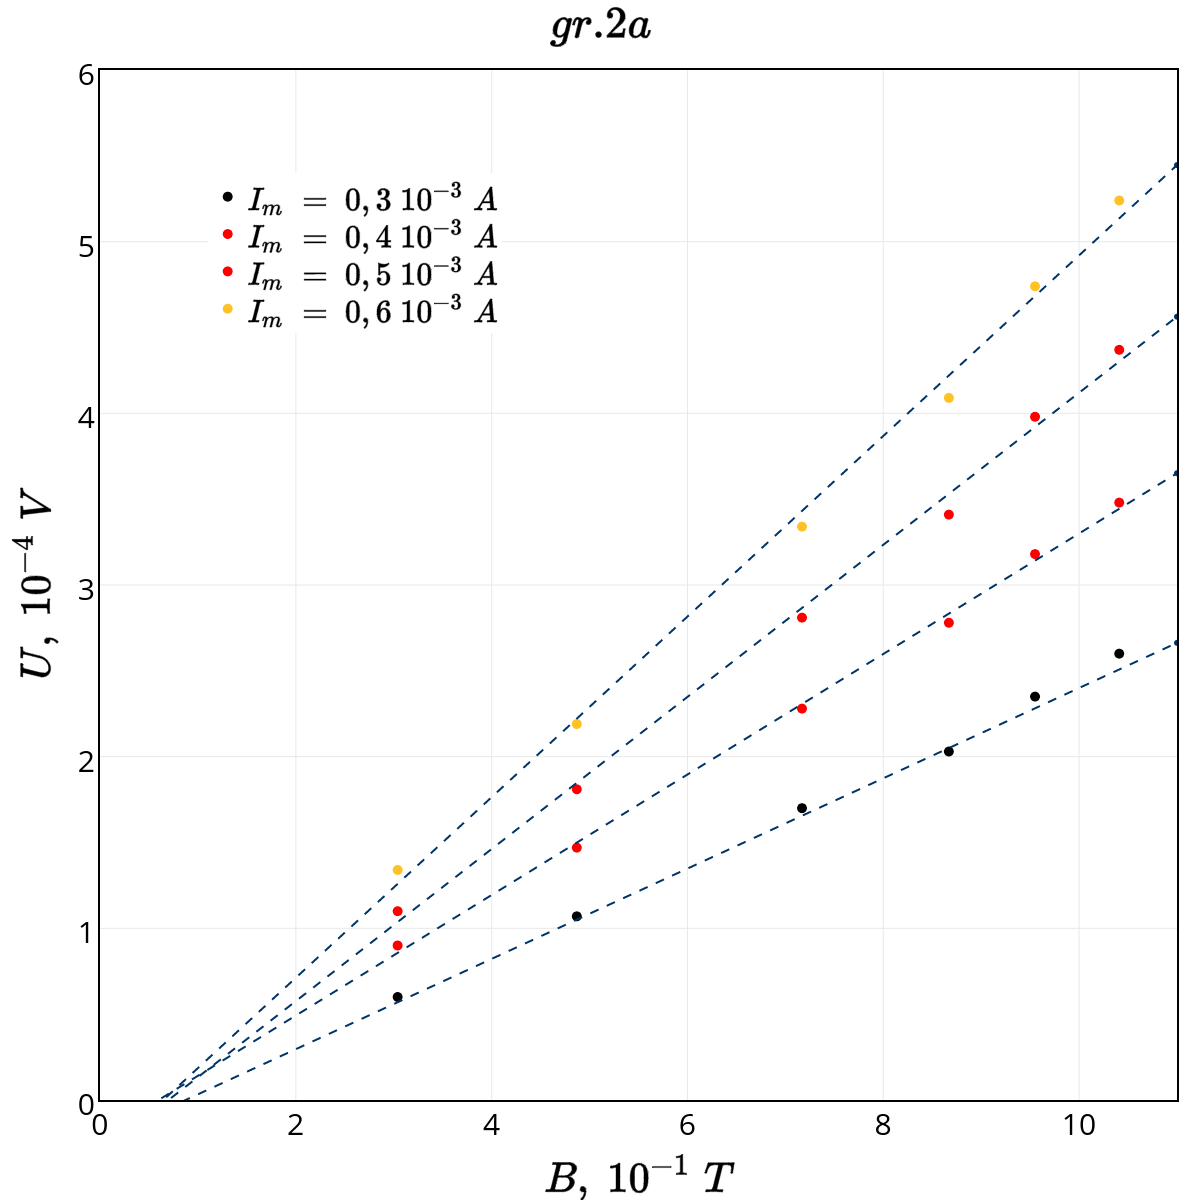 gr.2a
6
I_m = 0,3 10^{-3} A
I_m = 0,4 10^{-3} A
I_m = 0,5 10^{-3} A
I_m = 0,6 10^{-3} A
5
4
3
2
1
0
U, 10^{-4} V
0 2 4 6 8 10
B, 10^{-1} T